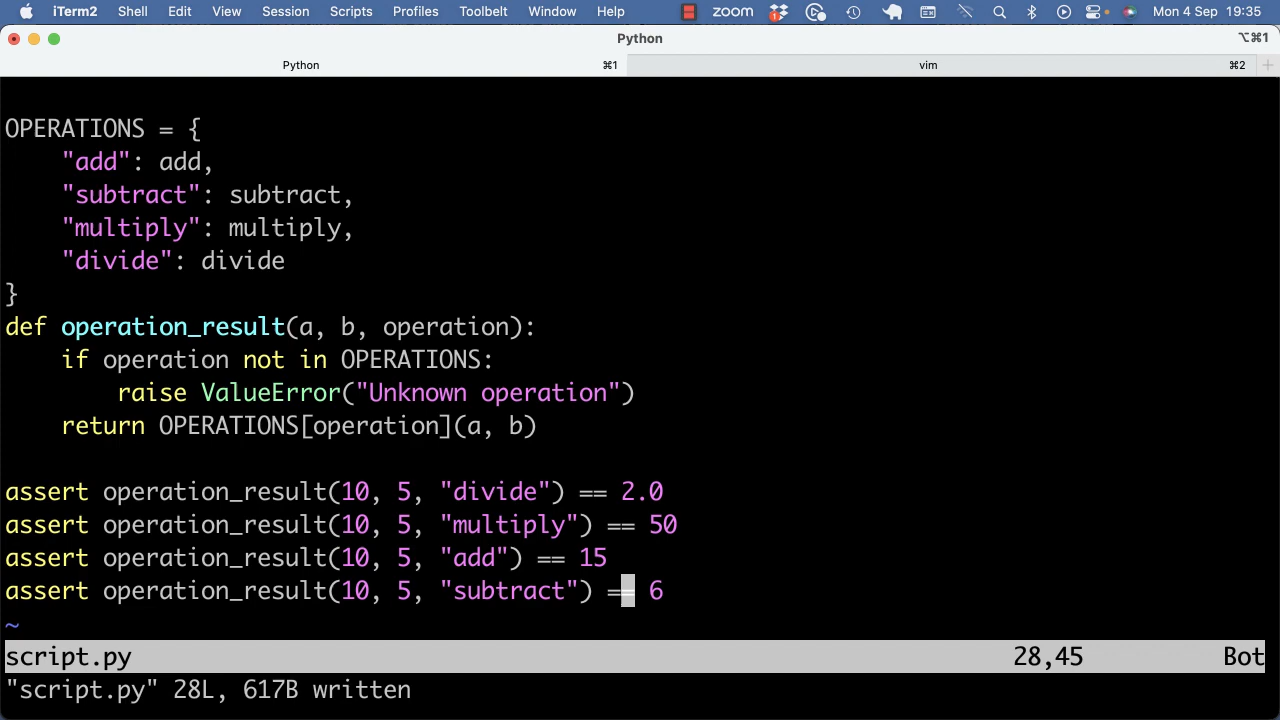 iTerm2 Shell Edit View Session Scripts Profiles Toolbelt Window Help zoom 1 Mon 4 Sep 19:35
Python ⌥⌘1
Python ⌘1 vim ⌘2 +
OPERATIONS = {
    "add": add,
    "subtract": subtract,
    "multiply": multiply,
    "divide": divide
}
def operation_result(a, b, operation):
    if operation not in OPERATIONS:
        raise ValueError("Unknown operation")
    return OPERATIONS[operation](a, b)
assert operation_result(10, 5, "divide") == 2.0
assert operation_result(10, 5, "multiply") == 50
assert operation_result(10, 5, "add") == 15
assert operation_result(10, 5, "subtract") == 6
~
script.py 28,45 Bot
"script.py" 28L, 617B written